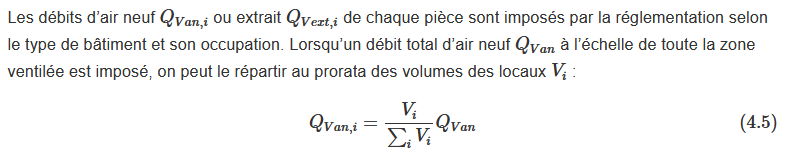 Les débits d’air neuf Q_{Van,i} ou extrait Q_{Vext,i} de chaque pièce sont imposés par la réglementation selon
le type de bâtiment et son occupation. Lorsqu’un débit total d’air neuf Q_{Van} à l’échelle de toute la zone
ventilée est imposé, on peut le répartir au prorata des volumes des locaux V_i :
Q_{Van,i} = \frac{V_i}{\sum_i V_i} Q_{Van} (4.5)